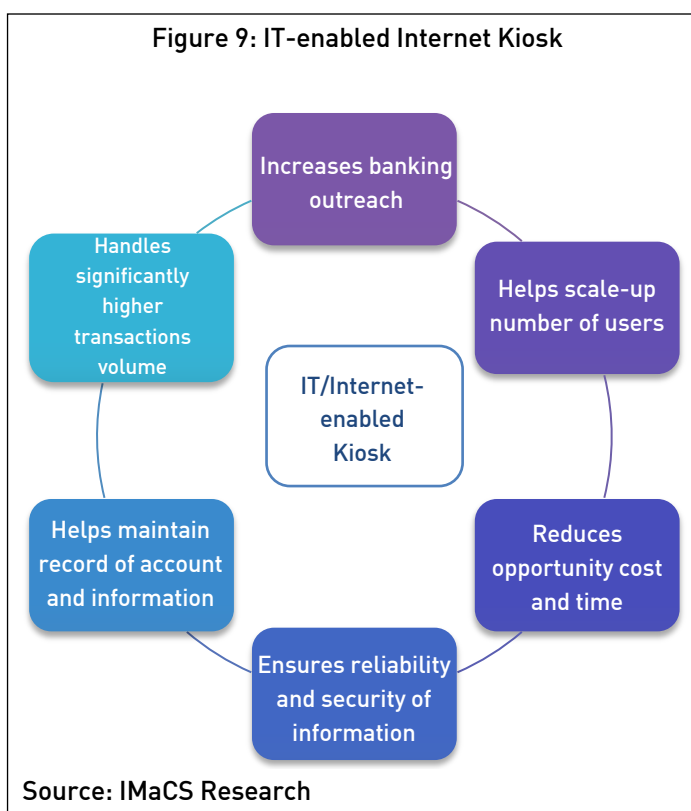 Figure 9: IT-enabled Internet Kiosk
Increases banking
outreach
Helps scale-up
number of users
Reduces
opportunity cost
and time
Ensures reliability
and security of
information
Helps maintain
record of account
and information
Handles
significantly
higher
transactions
volume
IT/Internet-
enabled
Kiosk
Source: IMaCS Research